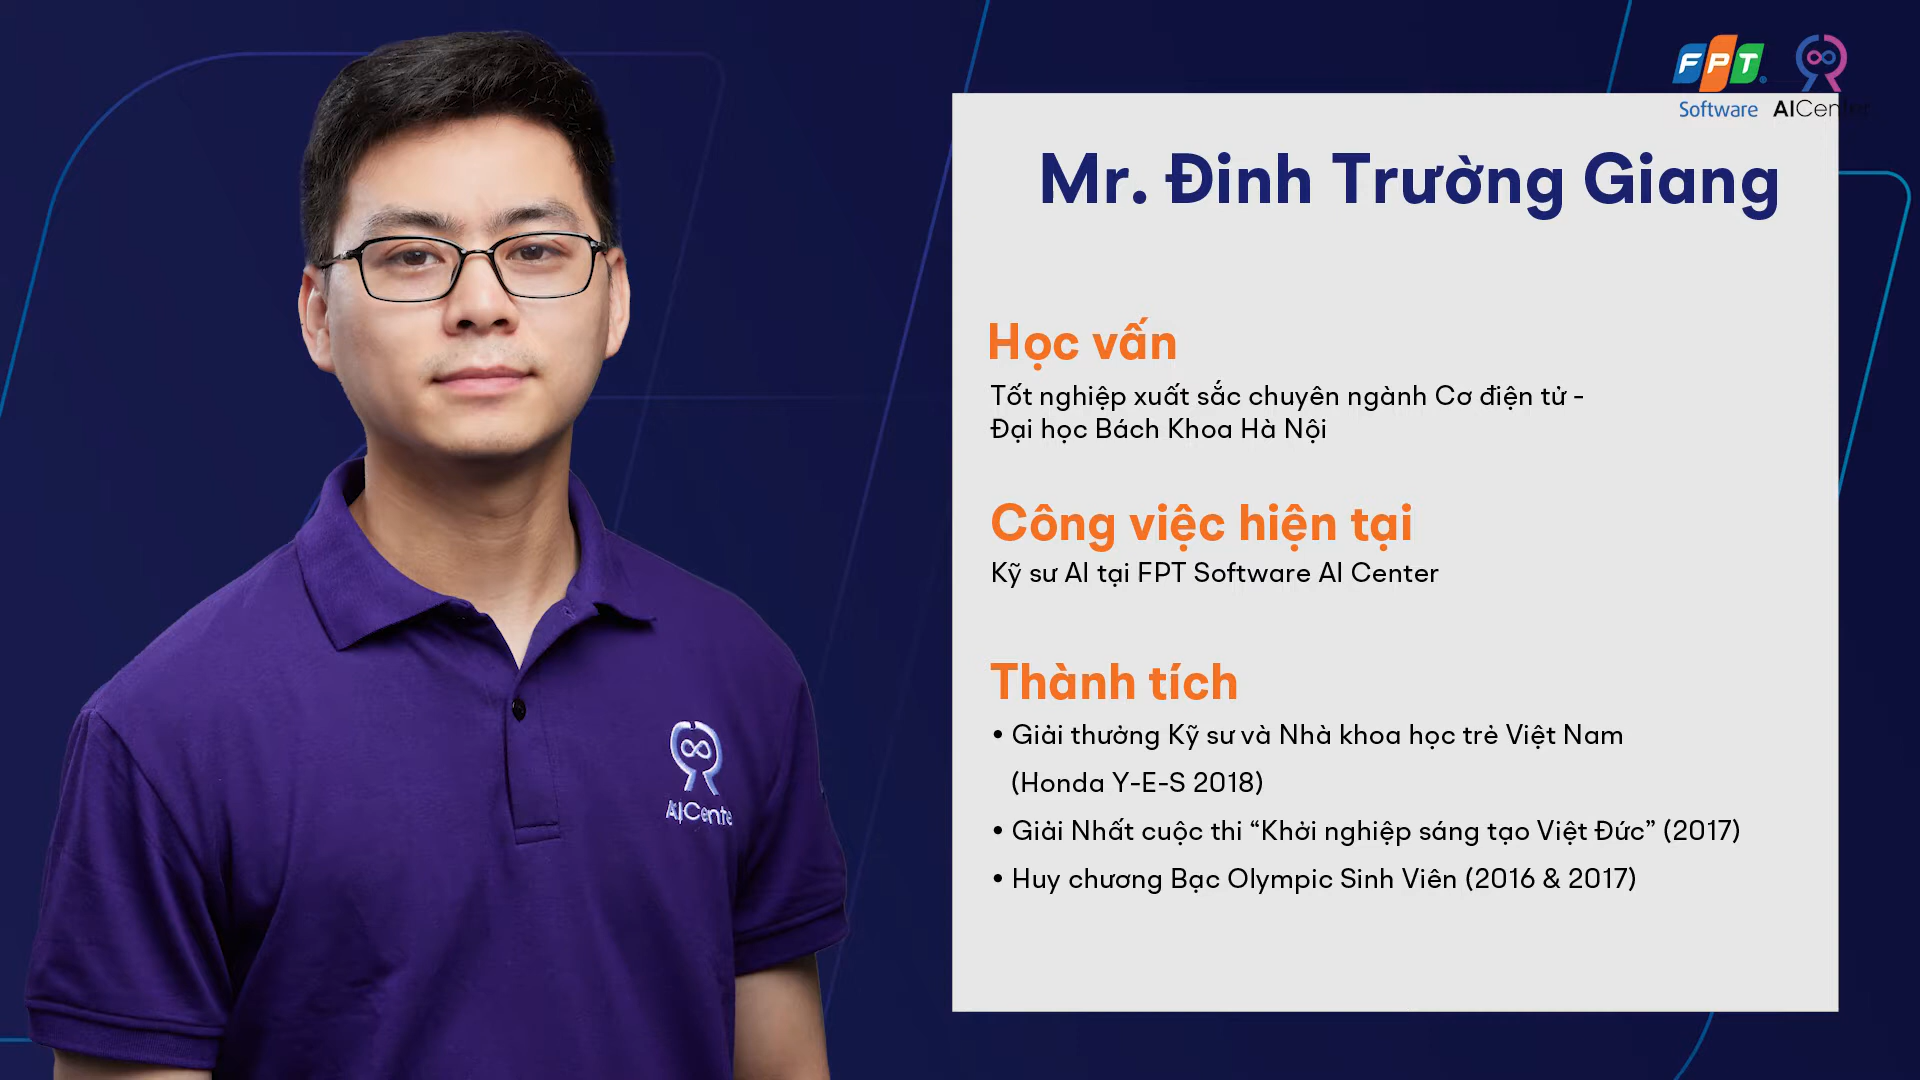 FPT
Software AICenter
Mr. Đinh Trường Giang
Học vấn
Tốt nghiệp xuất sắc chuyên ngành Cơ điện tử -
Đại học Bách Khoa Hà Nội
Công việc hiện tại
Kỹ sư AI tại FPT Software AI Center
Thành tích
• Giải thưởng Kỹ sư và Nhà khoa học trẻ Việt Nam
(Honda Y-E-S 2018)
• Giải Nhất cuộc thi “Khởi nghiệp sáng tạo Việt Đức” (2017)
• Huy chương Bạc Olympic Sinh Viên (2016 & 2017)
AICente